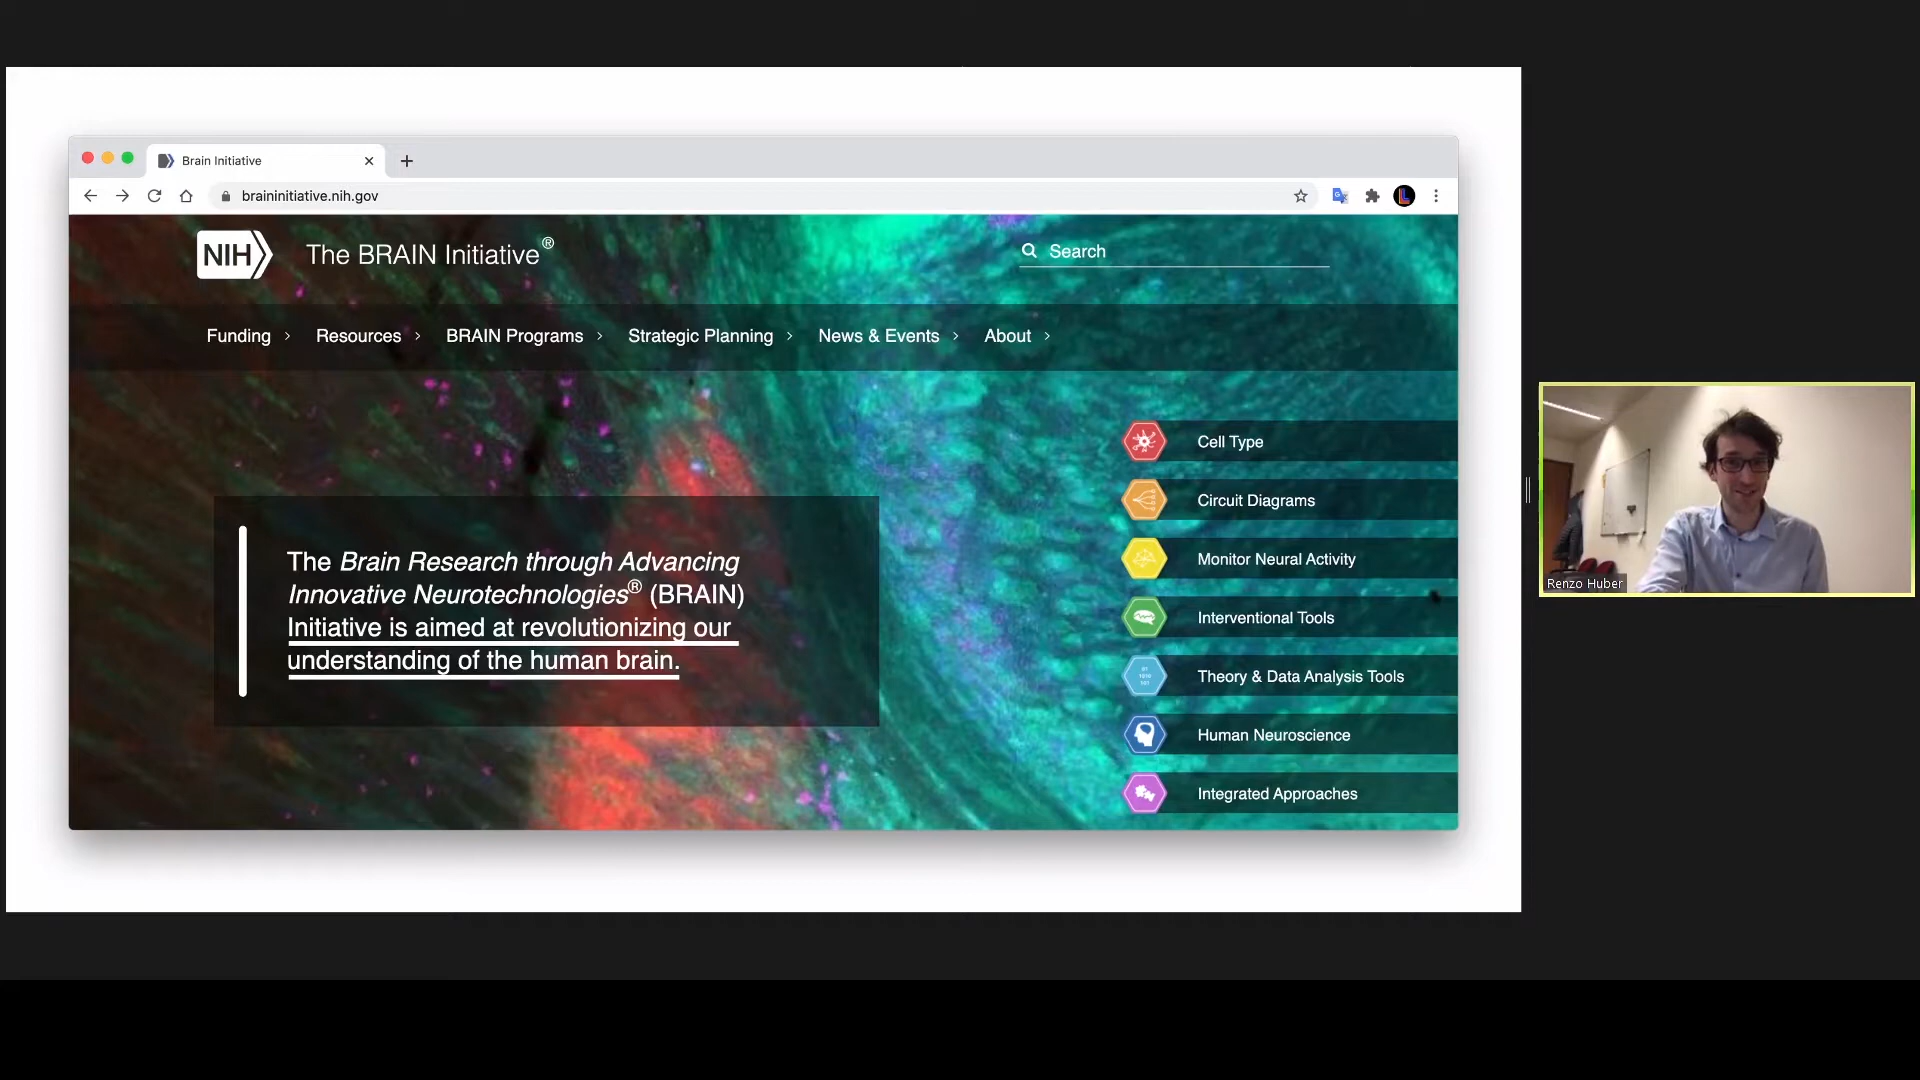 Brain Initiative
braininitiative.nih.gov
NIH The BRAIN Initiative®
Search
Funding Resources BRAIN Programs Strategic Planning News & Events About
Cell Type
Circuit Diagrams
Monitor Neural Activity
Interventional Tools
Theory & Data Analysis Tools
Human Neuroscience
Integrated Approaches
The Brain Research through Advancing
Innovative Neurotechnologies® (BRAIN)
Initiative is aimed at revolutionizing our
understanding of the human brain.
Renzo Huber